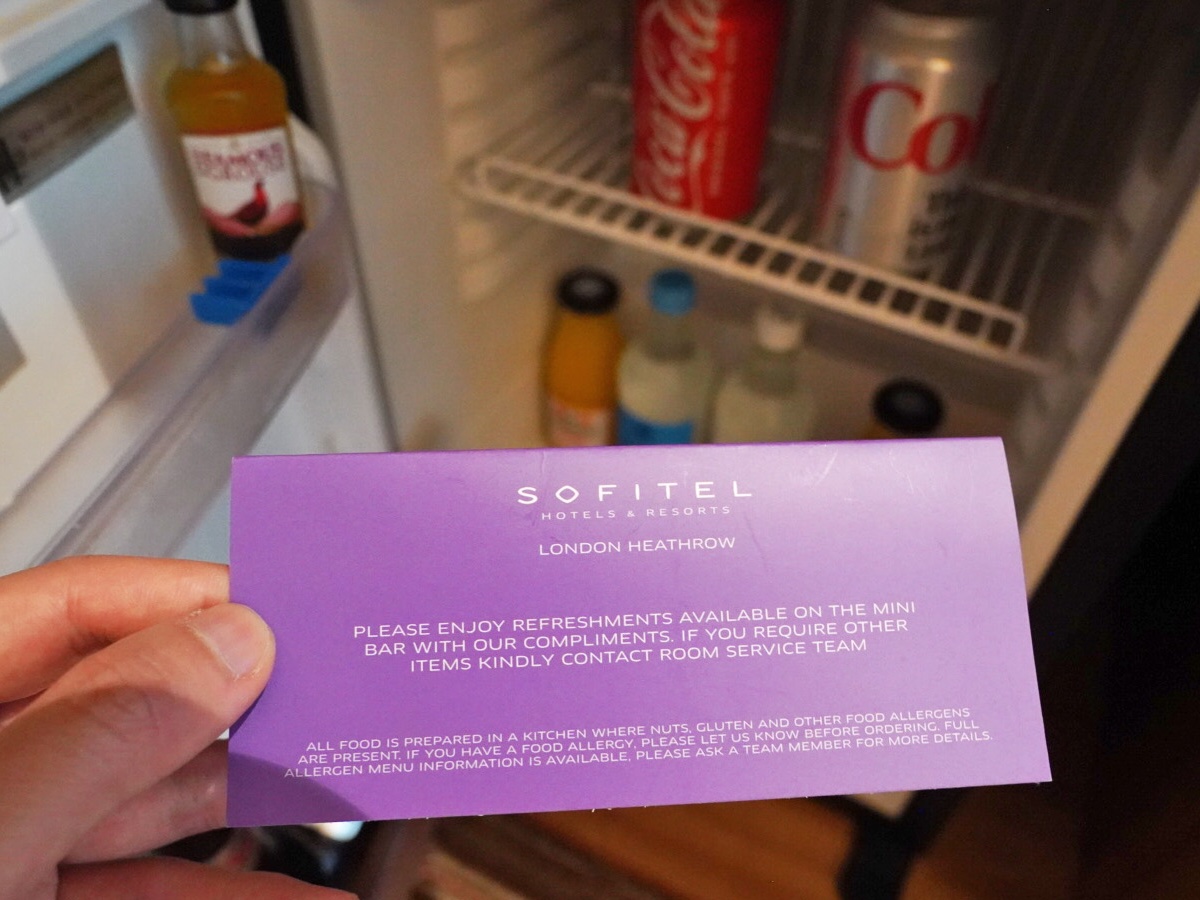 FAMOUS
Coca-Cola
Co
SOFITEL
HOTELS & RESORTS
LONDON HEATHROW
PLEASE ENJOY REFRESHMENTS AVAILABLE ON THE MINI
BAR WITH OUR COMPLIMENTS. IF YOU REQUIRE OTHER
ITEMS KINDLY CONTACT ROOM SERVICE TEAM
ALL FOOD IS PREPARED IN A KITCHEN WHERE NUTS, GLUTEN AND OTHER FOOD ALLERGENS
ARE PRESENT. IF YOU HAVE A FOOD ALLERGY, PLEASE LET US KNOW BEFORE ORDERING. FULL
ALLERGEN MENU INFORMATION IS AVAILABLE, PLEASE ASK A TEAM MEMBER FOR MORE DETAILS.